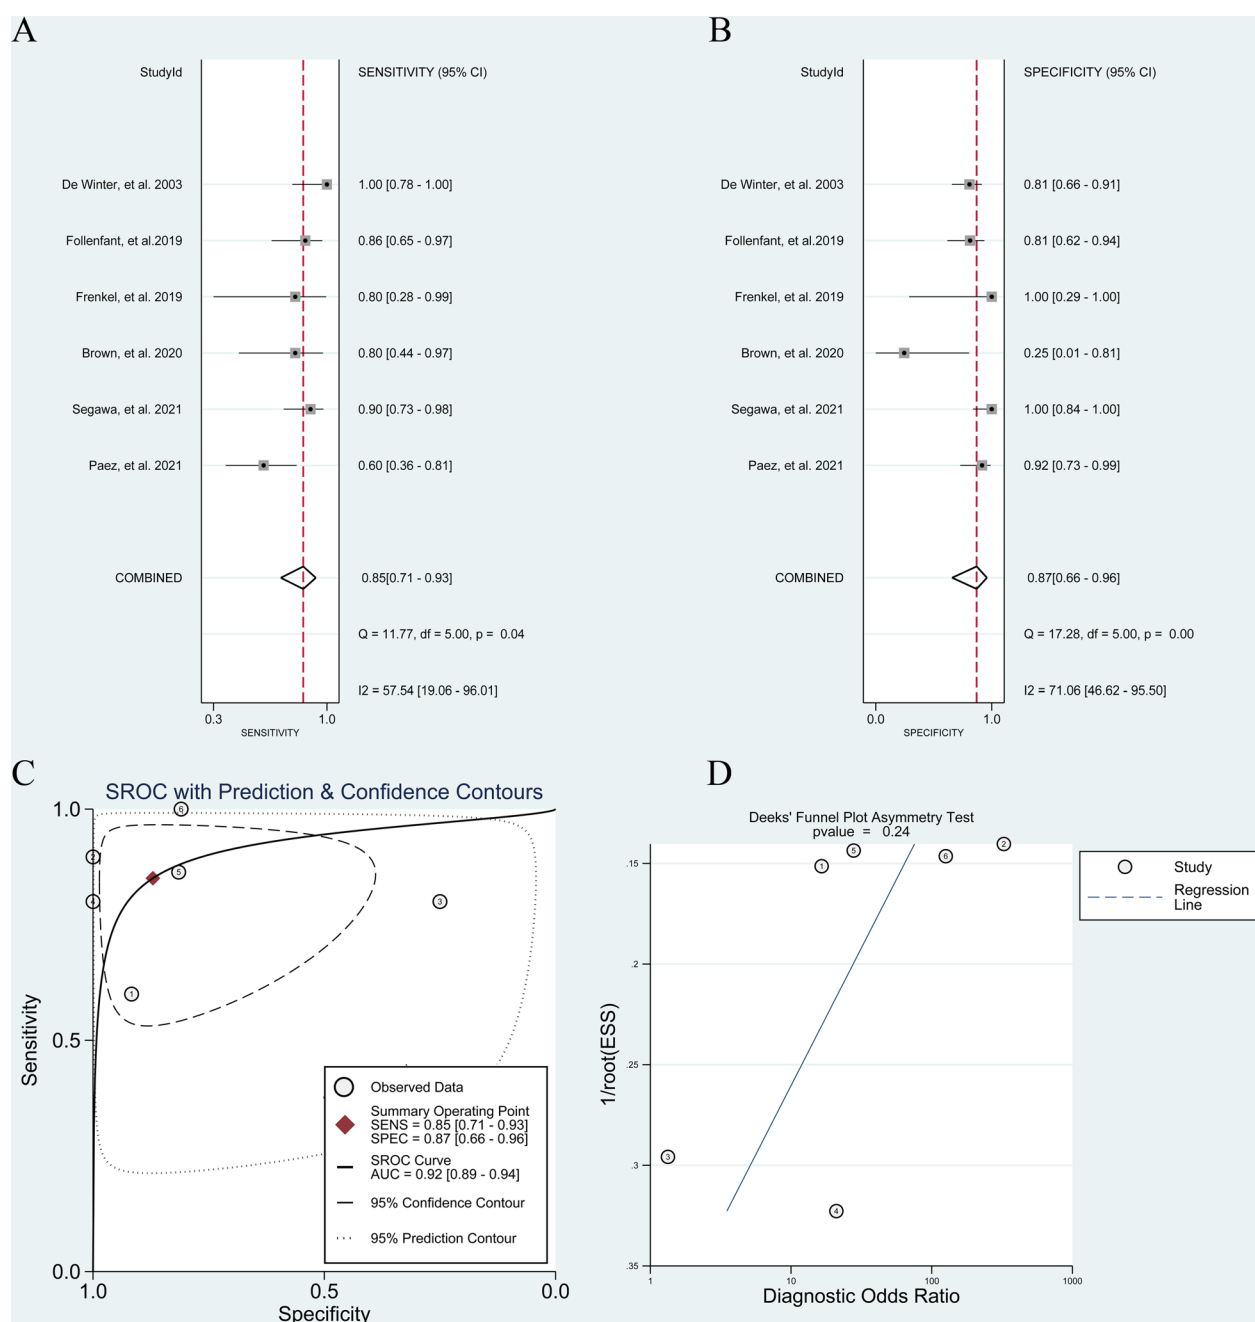 A
StudyId
SENSITIVITY (95% CI)
De Winter, et al. 2003
1.00 [0.78 - 1.00]
Follenfant, et al.2019
0.86 [0.65 - 0.97]
Frenkel, et al. 2019
0.80 [0.28 - 0.99]
Brown, et al. 2020
0.80 [0.44 - 0.97]
Segawa, et al. 2021
0.90 [0.73 - 0.98]
Paez, et al. 2021
0.60 [0.36 - 0.81]
COMBINED
0.85[0.71 - 0.93]
Q = 11.77, df = 5.00, p = 0.04
I2 = 57.54 [19.06 - 96.01]
0.3
1.0
SENSITIVITY
B
StudyId
SPECIFICITY (95% CI)
De Winter, et al. 2003
0.81 [0.66 - 0.91]
Follenfant, et al.2019
0.81 [0.62 - 0.94]
Frenkel, et al. 2019
1.00 [0.29 - 1.00]
Brown, et al. 2020
0.25 [0.01 - 0.81]
Segawa, et al. 2021
1.00 [0.84 - 1.00]
Paez, et al. 2021
0.92 [0.73 - 0.99]
COMBINED
0.87[0.66 - 0.96]
Q = 17.28, df = 5.00, p = 0.00
I2 = 71.06 [46.62 - 95.50]
0.0
1.0
SPECIFICITY
C
SROC with Prediction & Confidence Contours
1.0
0.5
0.0
Sensitivity
6
2
5
4
3
1
Observed Data
Summary Operating Point
SENS = 0.85 [0.71 - 0.93]
SPEC = 0.87 [0.66 - 0.96]
SROC Curve
AUC = 0.92 [0.89 - 0.94]
95% Confidence Contour
95% Prediction Contour
1.0
0.5
0.0
Specificity
D
Deeks' Funnel Plot Asymmetry Test
pvalue = 0.24
.15
.2
.25
.3
.35
1/root(ESS)
2
5
6
1
3
4
Study
Regression
Line
1
10
100
1000
Diagnostic Odds Ratio